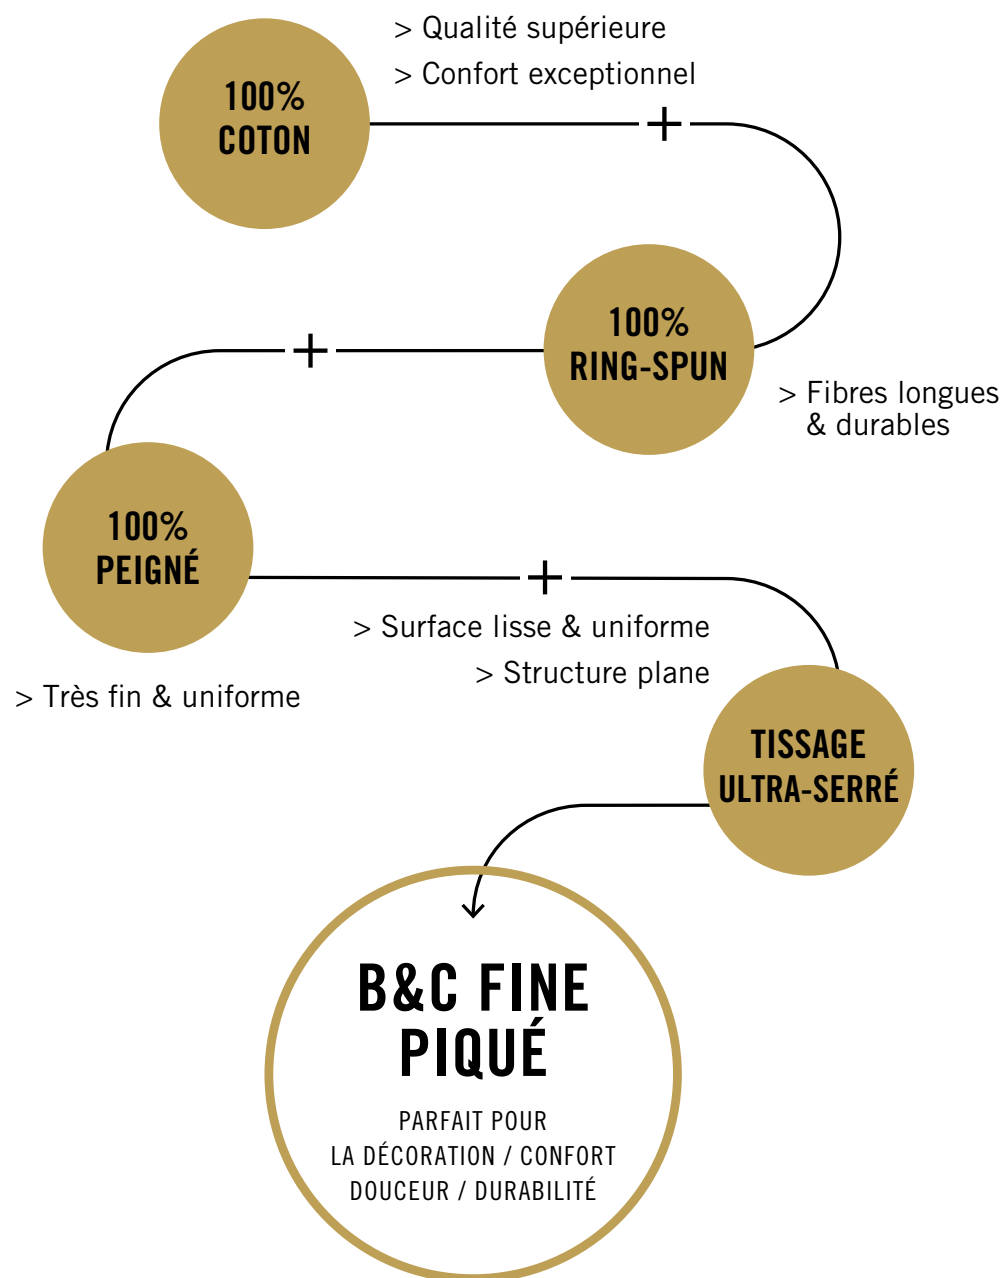 > Qualité supérieure
> Confort exceptionnel
100%
COTON
100%
RING-SPUN
> Fibres longues
& durables
100%
PEIGNÉ
> Très fin & uniforme
> Surface lisse & uniforme
> Structure plane
TISSAGE
ULTRA-SERRÉ
B&C FINE
PIQUÉ
PARFAIT POUR
LA DÉCORATION / CONFORT
DOUCEUR / DURABILITÉ